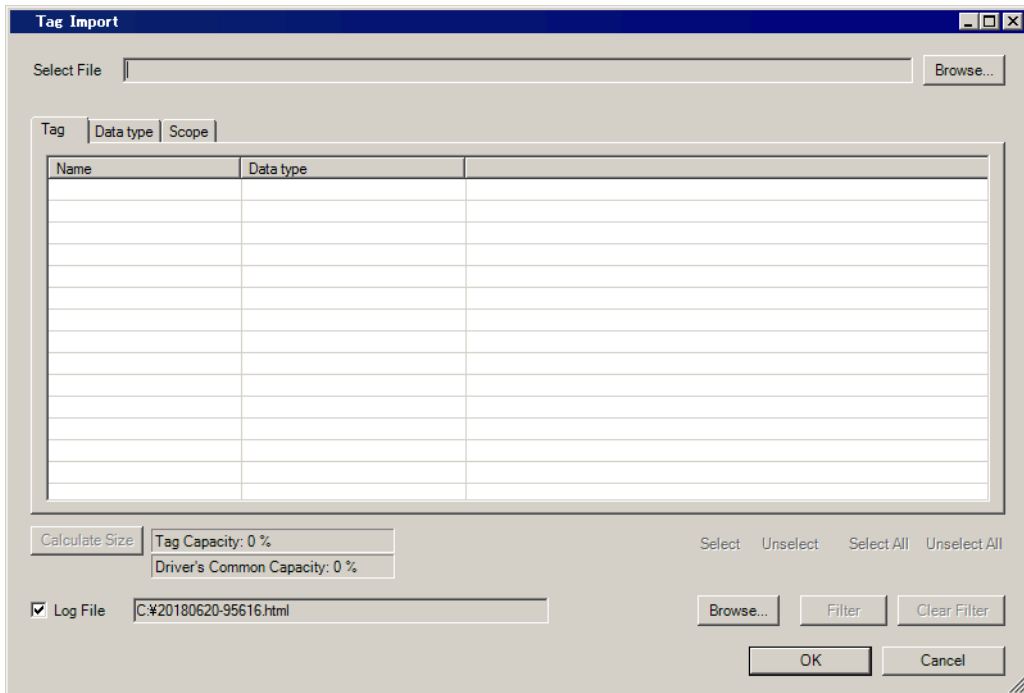 Tag Import
Select File
Browse...
Tag Data type Scope
Name Data type
Calculate Size Tag Capacity: 0 % Select Unselect Select All Unselect All
Driver's Common Capacity: 0 %
Log File C:¥20180620-95616.html Browse... Filter Clear Filter
OK Cancel